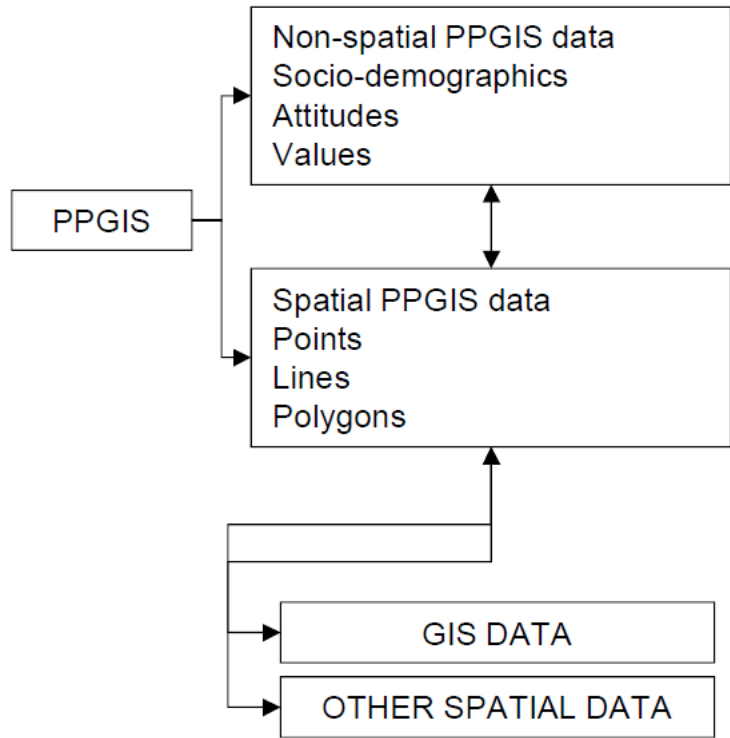 Non-spatial PPGIS data
Socio-demographics
Attitudes
Values
PPGIS
Spatial PPGIS data
Points
Lines
Polygons
GIS DATA
OTHER SPATIAL DATA